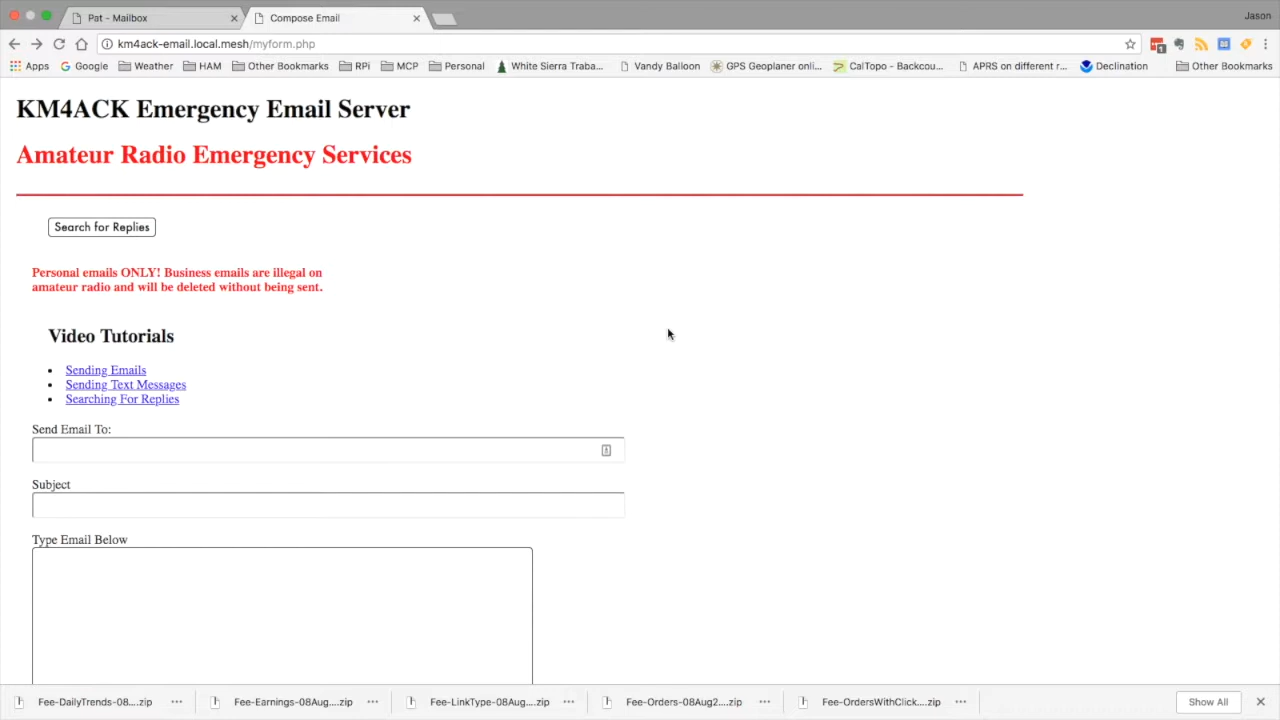 Pat - Mailbox
Compose Email
Jason
km4ack-email.local.mesh/myform.php
1
Apps Google Weather HAM Other Bookmarks RPi MCP Personal White Sierra Traba... Vandy Balloon GPS Geoplaner onli... CalTopo - Backcou... APRS on different r... Declination Other Bookmarks
KM4ACK Emergency Email Server
Amateur Radio Emergency Services
Search for Replies
Personal emails ONLY! Business emails are illegal on
amateur radio and will be deleted without being sent.
Video Tutorials
Sending Emails
Sending Text Messages
Searching For Replies
Send Email To:
Subject
Type Email Below
Fee-DailyTrends-08....zip
Fee-Earnings-08Aug....zip
Fee-LinkType-08Aug....zip
Fee-Orders-08Aug2....zip
Fee-OrdersWithClick....zip
Show All